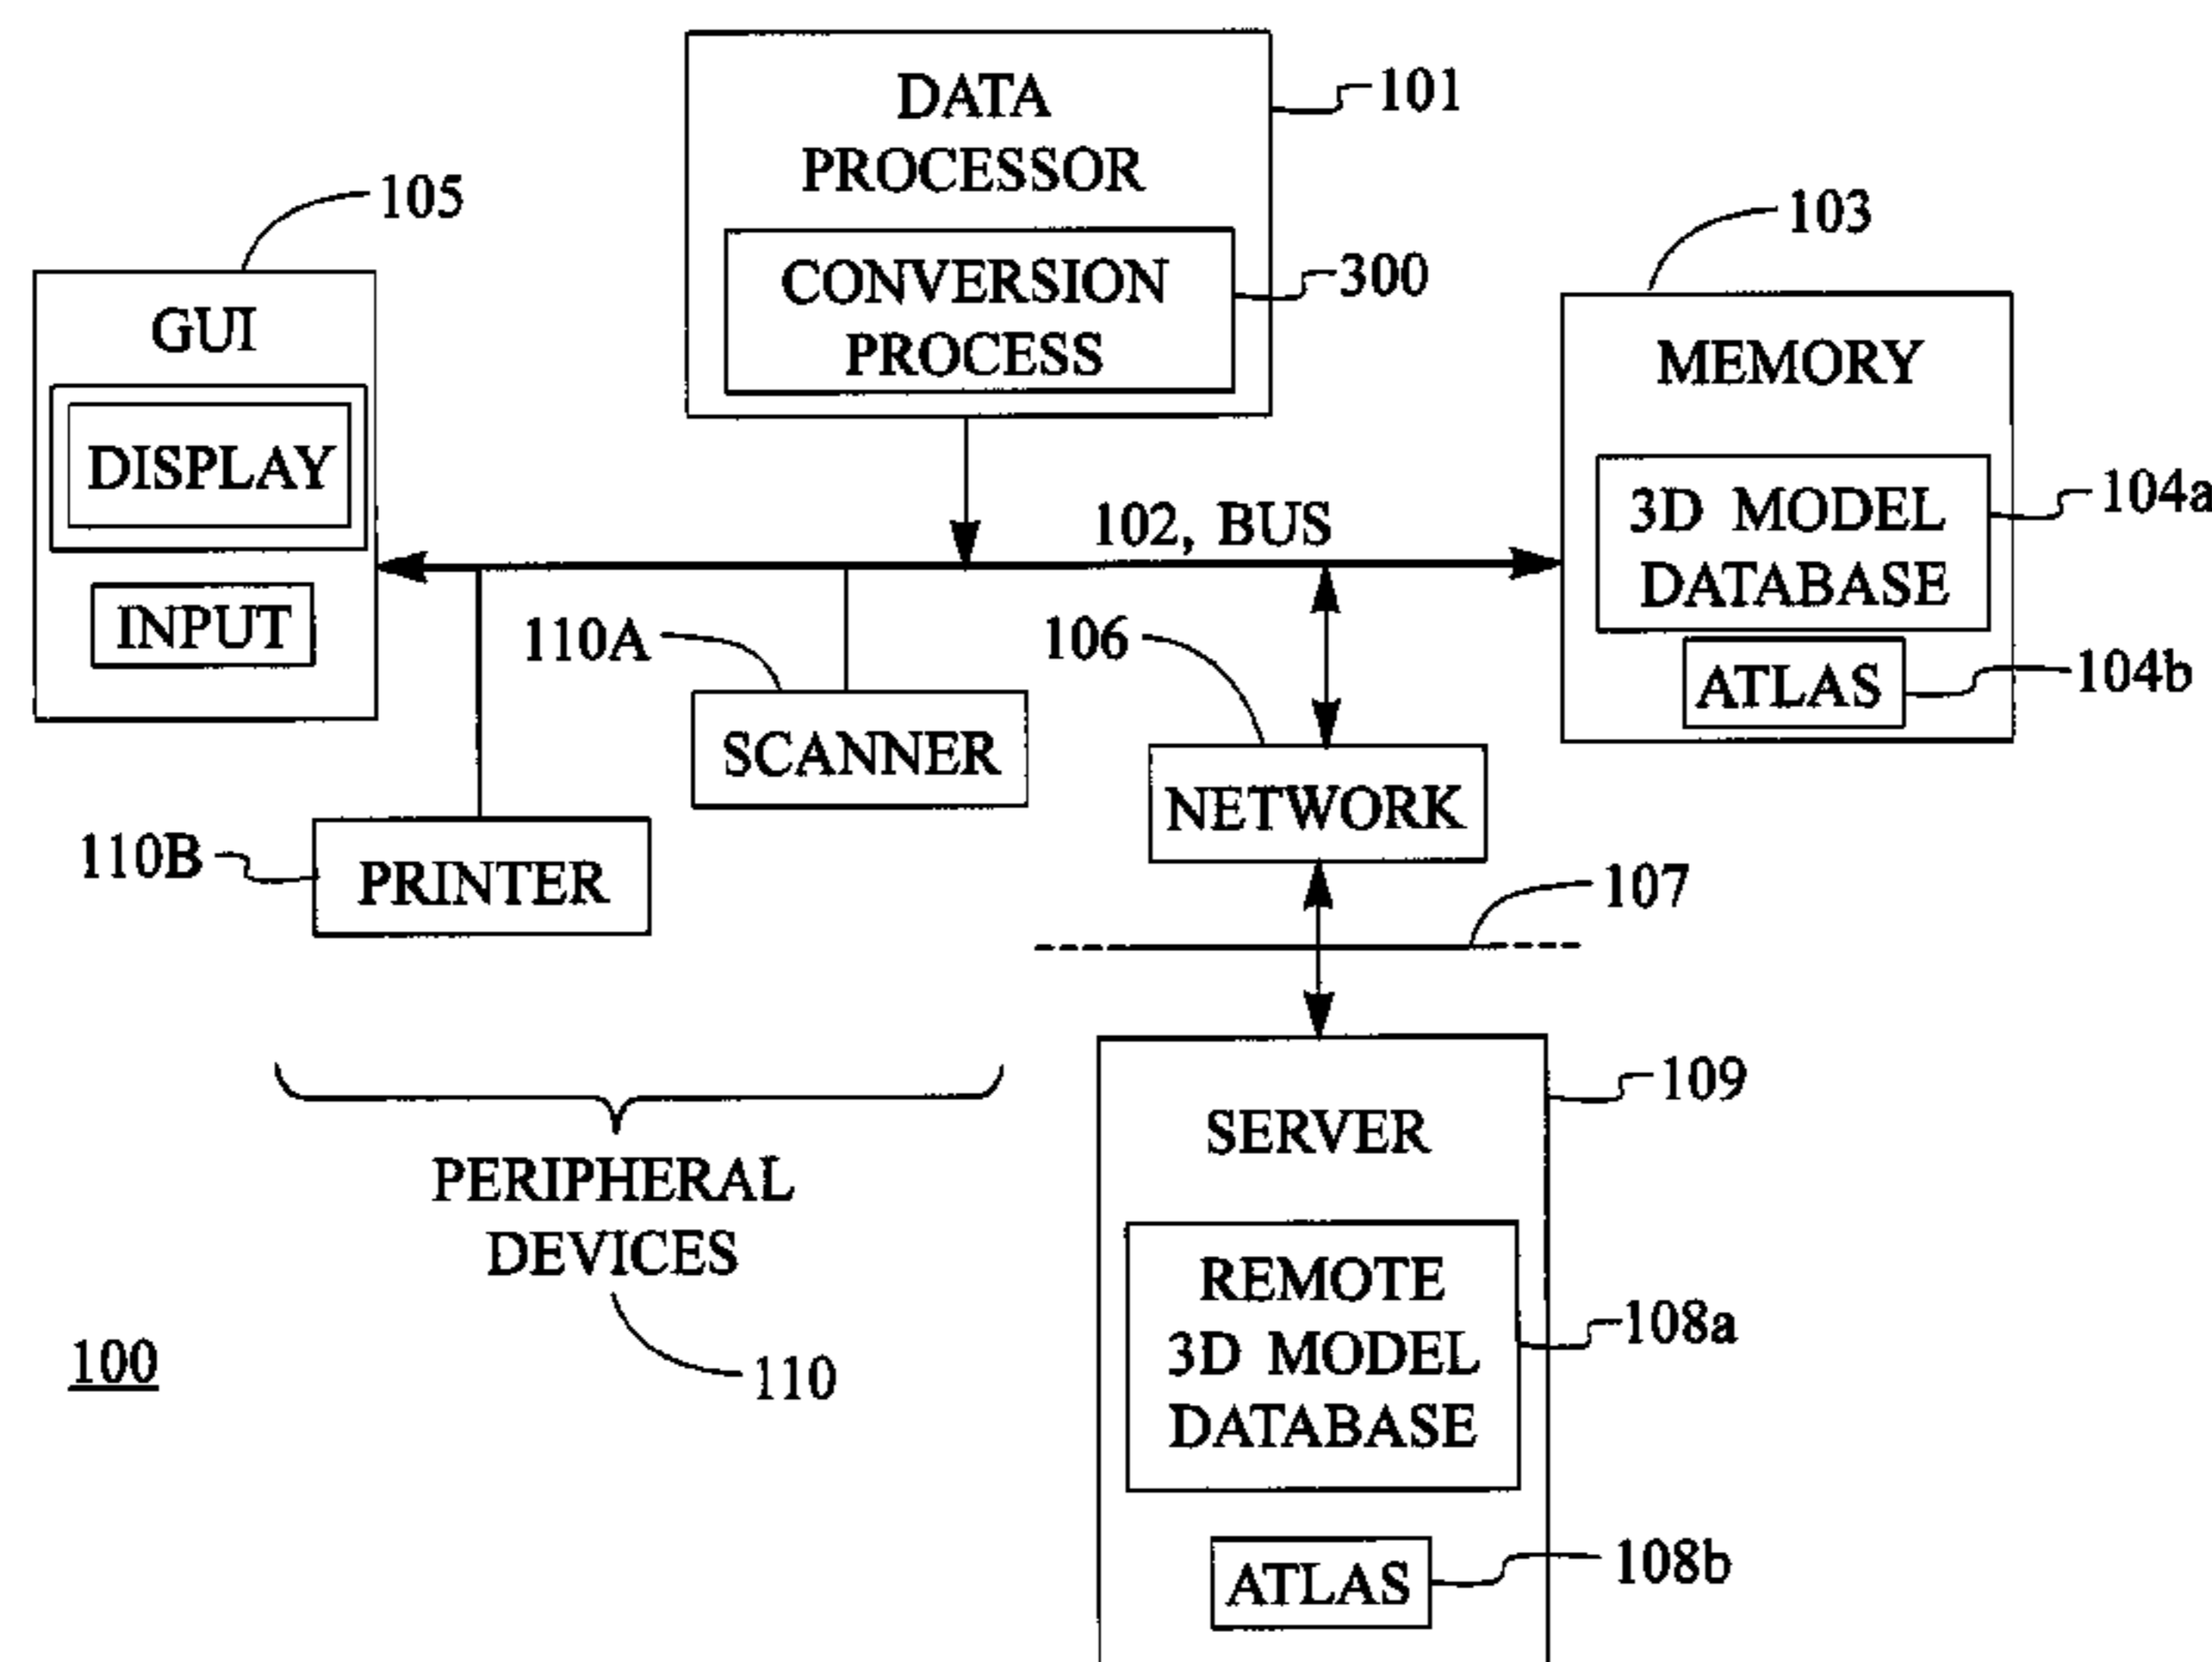 DATA
PROCESSOR
101
CONVERSION
PROCESS
300
105
GUI
DISPLAY
INPUT
103
MEMORY
3D MODEL
DATABASE
104a
ATLAS
104b
102, BUS
110A
SCANNER
106
NETWORK
110B
PRINTER
107
PERIPHERAL
DEVICES
110
100
109
SERVER
REMOTE
3D MODEL
DATABASE
108a
ATLAS
108b